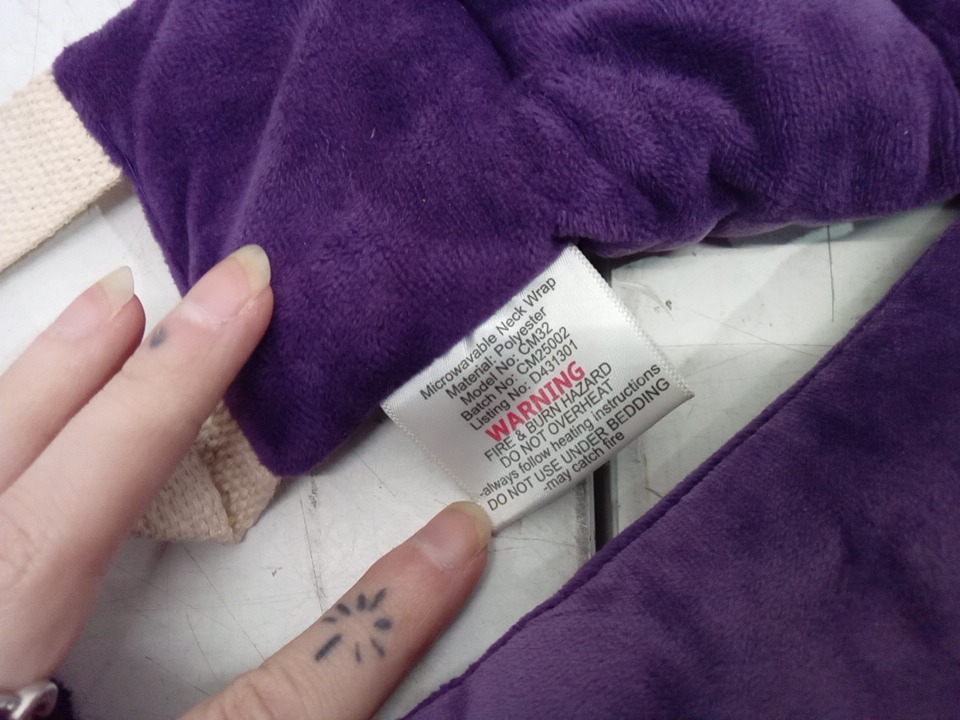 Microwavable Neck Wrap
Material: Polyester
Model No: CM32
Batch No: CM25002
Listing No: D431301
WARNING
FIRE & BURN HAZARD
DO NOT OVERHEAT
-always follow heating instructions
DO NOT USE UNDER BEDDING
-may catch fire